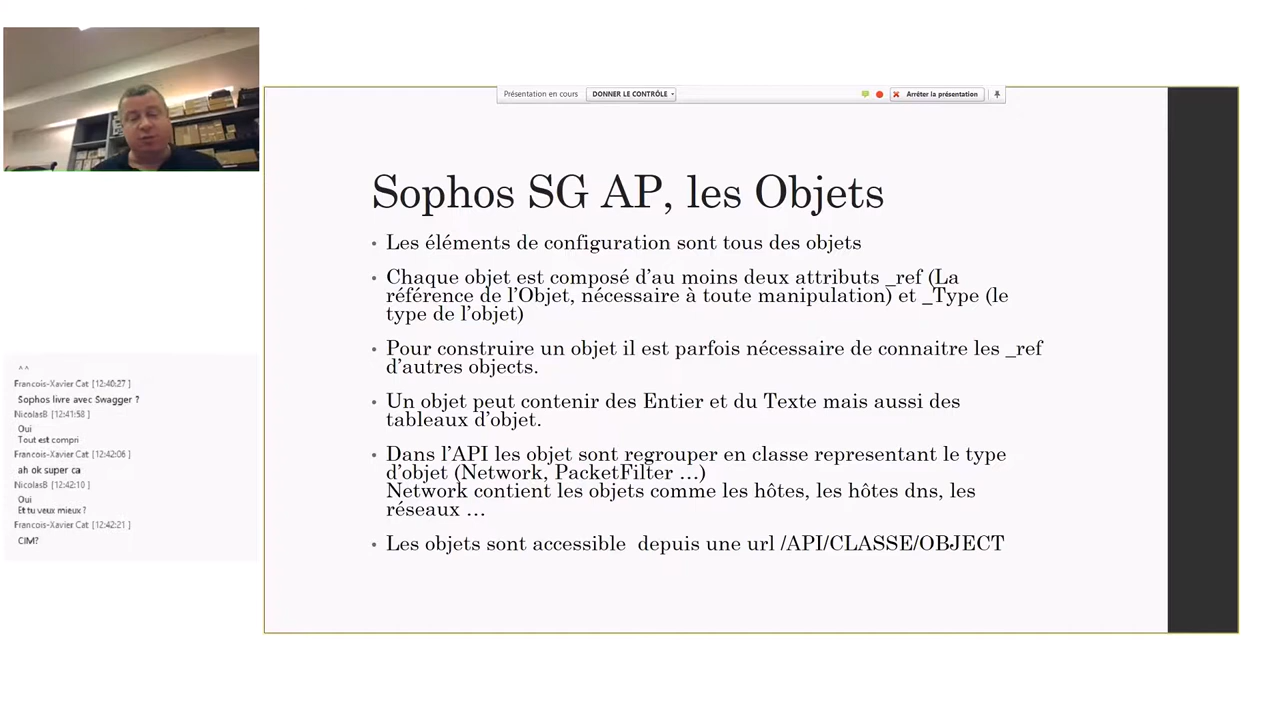 Présentation en cours
DONNER LE CONTRÔLE
Arrêter la présentation
Sophos SG AP, les Objets
• Les éléments de configuration sont tous des objets
• Chaque objet est composé d’au moins deux attributs _ref (La
référence de l’Objet, nécessaire à toute manipulation) et _Type (le
type de l’objet)
• Pour construire un objet il est parfois nécessaire de connaitre les _ref
d’autres objects.
• Un objet peut contenir des Entier et du Texte mais aussi des
tableaux d’objet.
• Dans l’API les objet sont regrouper en classe representant le type
d’objet (Network, PacketFilter …)
Network contient les objets comme les hôtes, les hôtes dns, les
réseaux …
• Les objets sont accessible depuis une url /API/CLASSE/OBJECT
^^
Francois-Xavier Cat [12:40:27]
Sophos livre avec Swagger ?
NicolasB [12:41:58]
Oui
Tout est compri
Francois-Xavier Cat [12:42:06]
ah ok super ca
NicolasB [12:42:10]
Oui
Et tu veux mieux ?
Francois-Xavier Cat [12:42:21]
CIM?